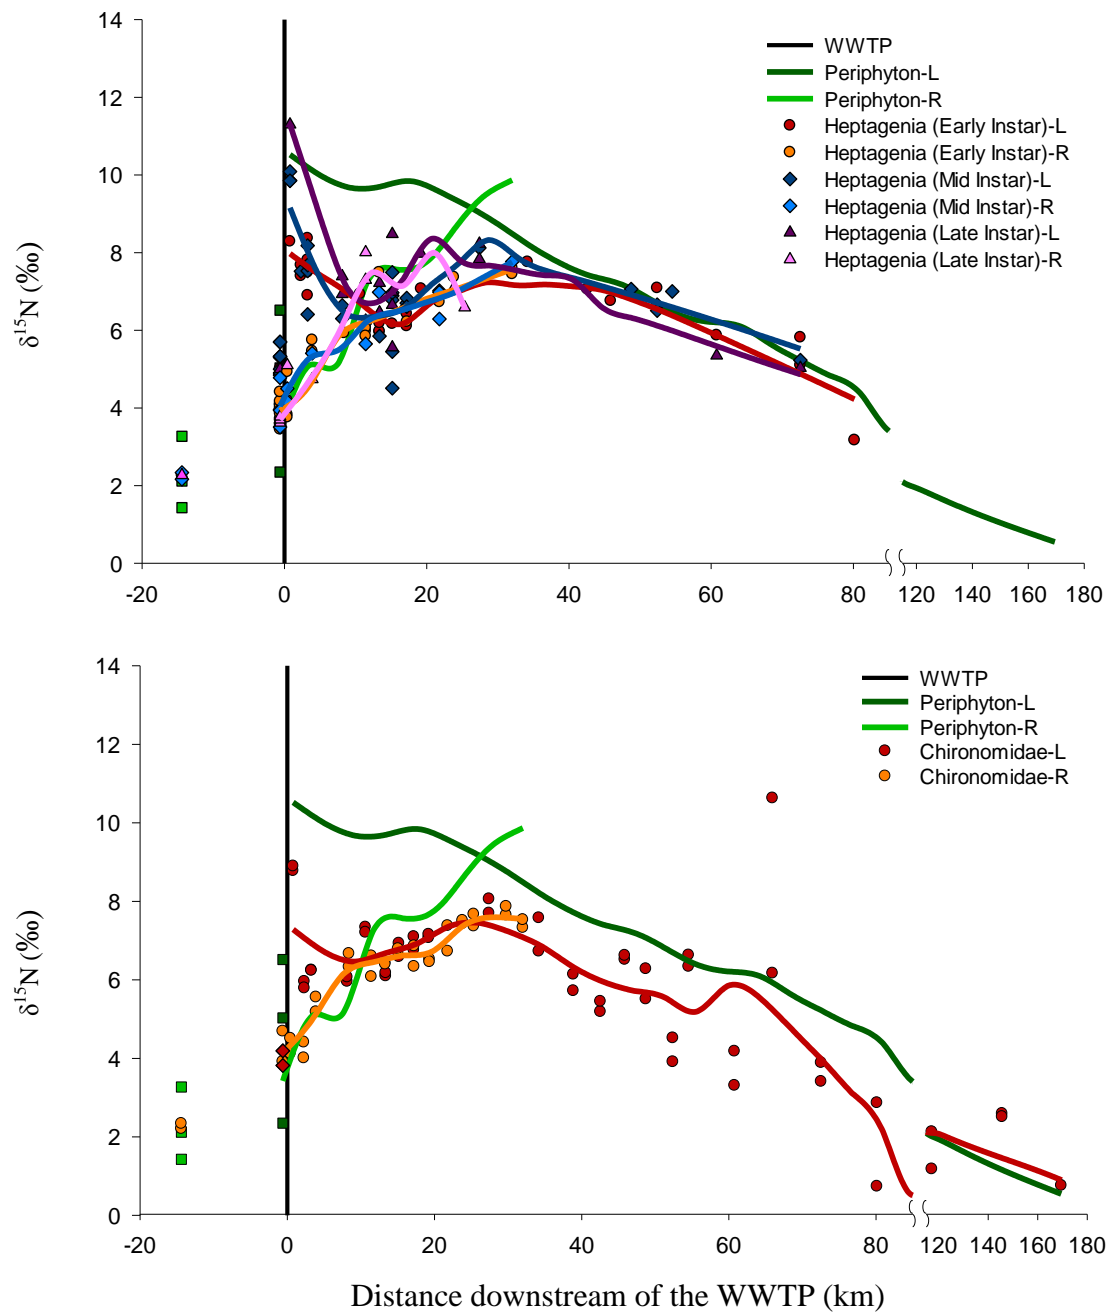 14
12
10
8
6
4
2
0
δ¹⁵N (‰)
-20 0 20 40 60 80 120 140 160 180
WWTP
Periphyton-L
Periphyton-R
Heptagenia (Early Instar)-L
Heptagenia (Early Instar)-R
Heptagenia (Mid Instar)-L
Heptagenia (Mid Instar)-R
Heptagenia (Late Instar)-L
Heptagenia (Late Instar)-R
14
12
10
8
6
4
2
0
δ¹⁵N (‰)
-20 0 20 40 60 80 120 140 160 180
WWTP
Periphyton-L
Periphyton-R
Chironomidae-L
Chironomidae-R
Distance downstream of the WWTP (km)